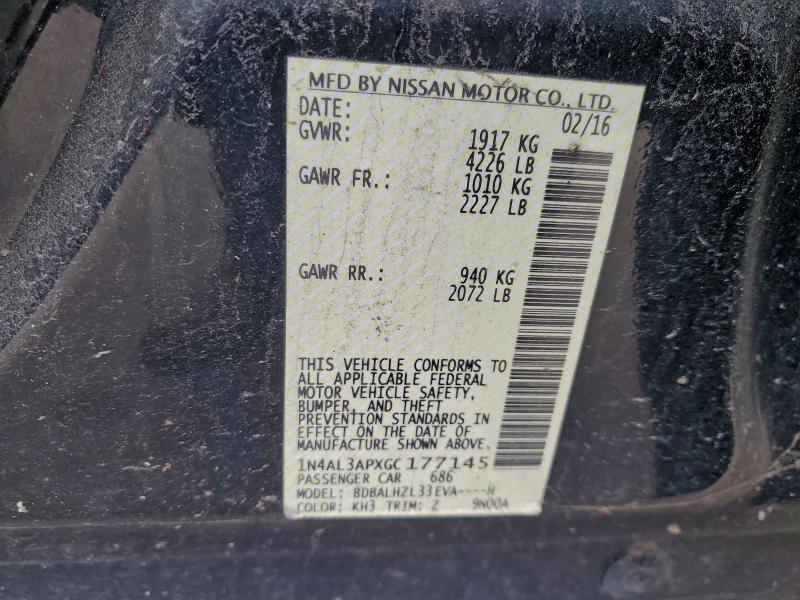 MFD BY NISSAN MOTOR CO., LTD.
DATE: 02/16
GVWR: 1917 KG
4226 LB
GAWR FR.: 1010 KG
2227 LB
GAWR RR.: 940 KG
2072 LB
THIS VEHICLE CONFORMS TO
ALL APPLICABLE FEDERAL
MOTOR VEHICLE SAFETY,
BUMPER, AND THEFT
PREVENTION STANDARDS IN
EFFECT ON THE DATE OF
MANUFACTURE SHOWN ABOVE.
1N4AL3APXGC177145
PASSENGER CAR 686
MODEL: BDBALHZL33EVA----H
COLOR: KH3 TRIM: Z 9N00A